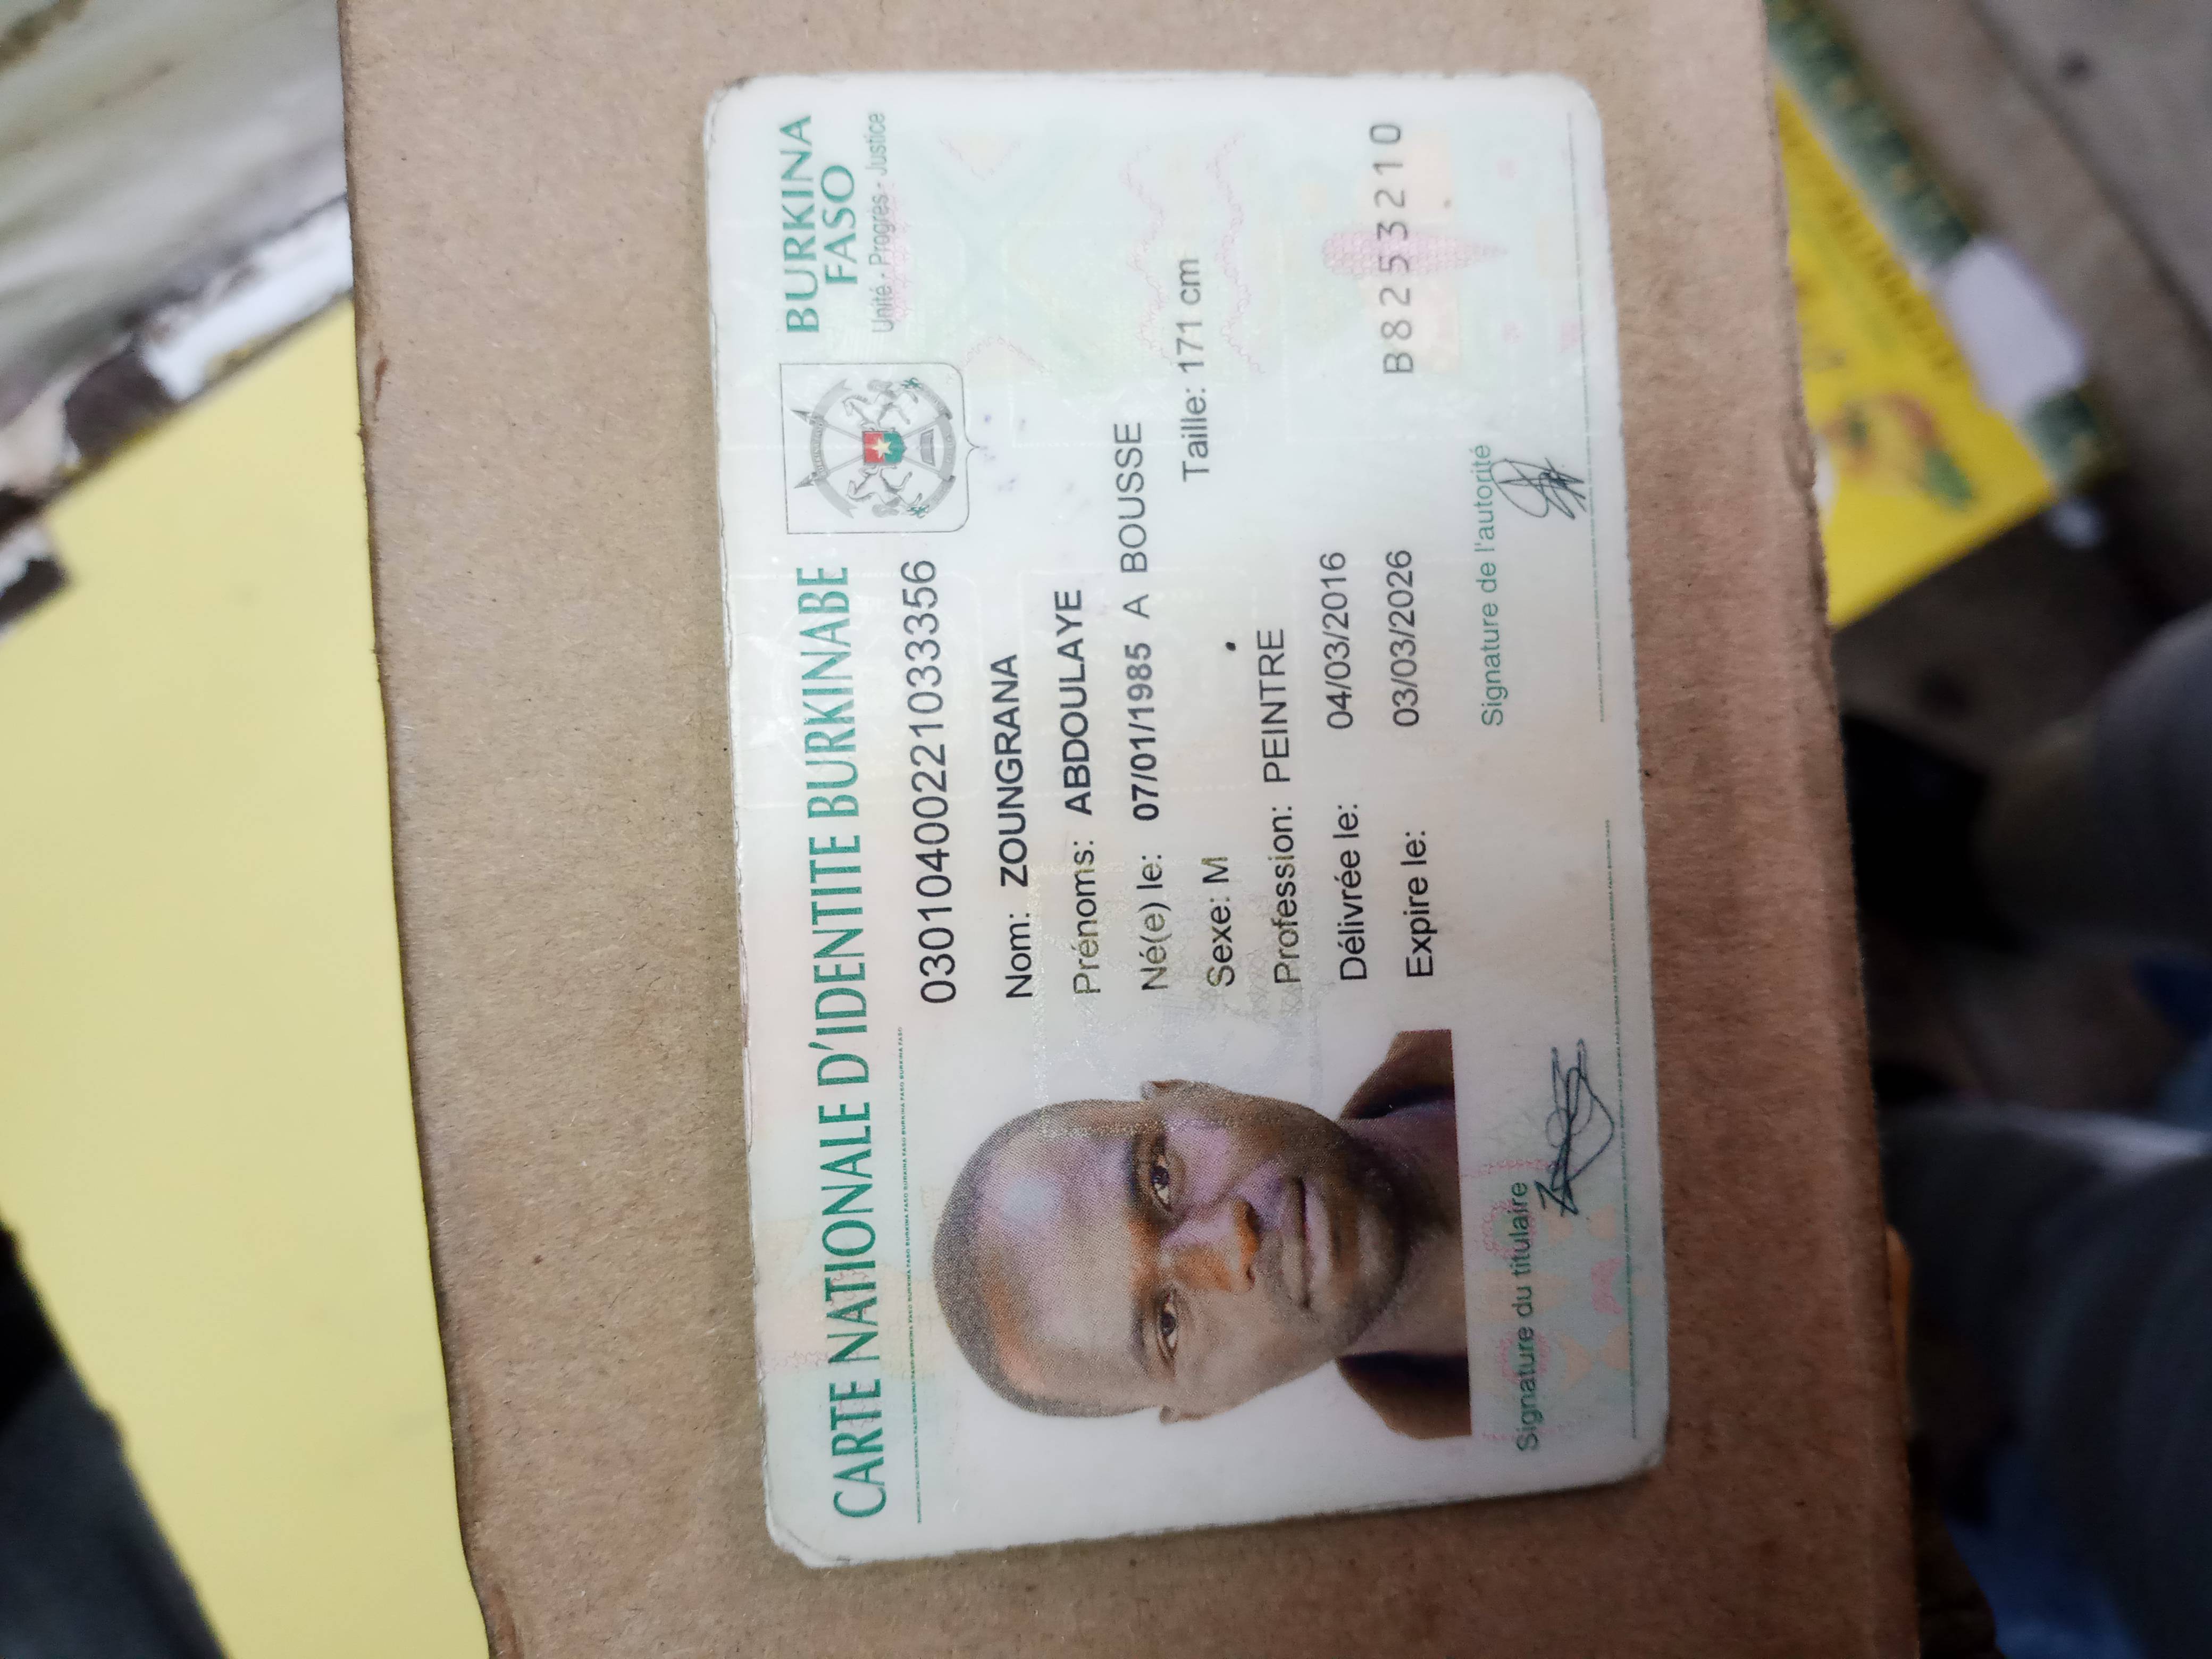 CARTE NATIONALE D'IDENTITE BURKINABE
BURKINA
FASO
Unité - Progrès - Justice
03010400221033356
Nom: ZOUNGRANA
Prénoms: ABDOULAYE
Né(e) le: 07/01/1985 A BOUSSE
Sexe: M Taille: 171 cm
Profession: PEINTRE
Délivrée le: 04/03/2016
Expire le: 03/03/2026
B8253210
Signature du titulaire
Signature de l'autorité